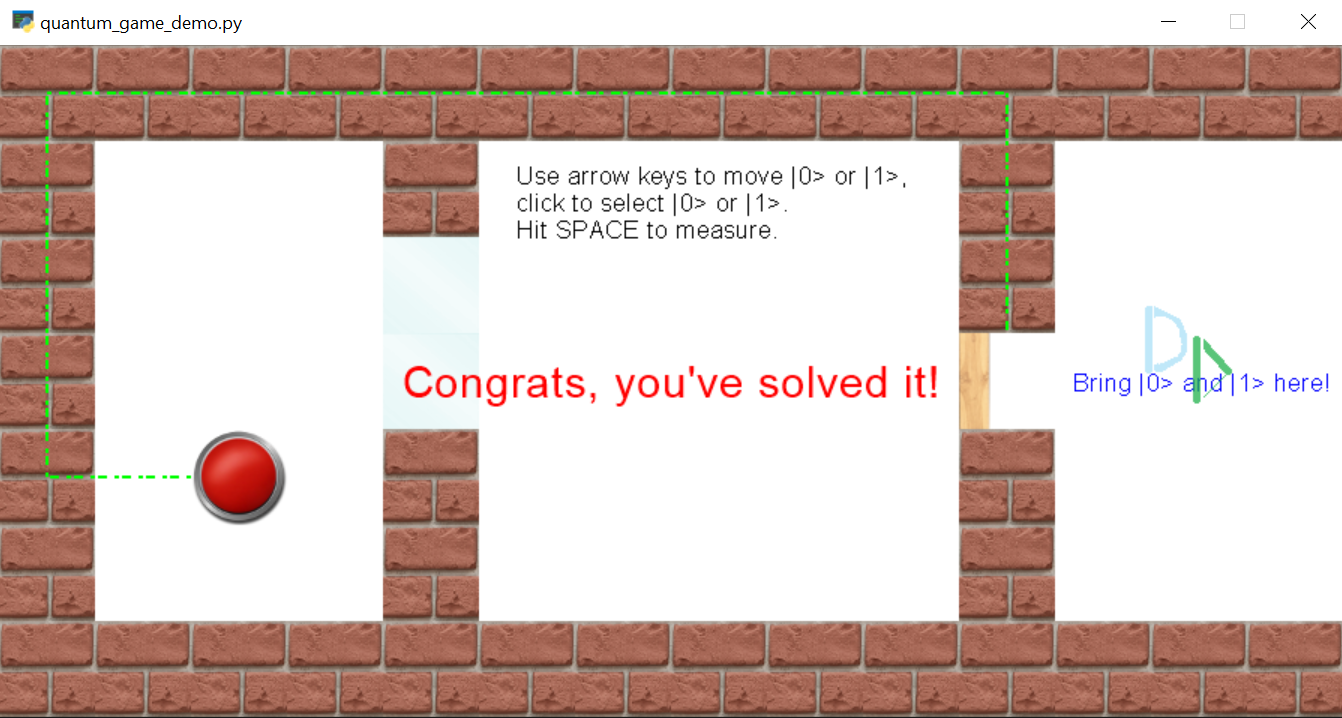 quantum_game_demo.py
Use arrow keys to move |0> or |1>,
click to select |0> or |1>.
Hit SPACE to measure.
Congrats, you've solved it!
Bring |0> and |1> here!